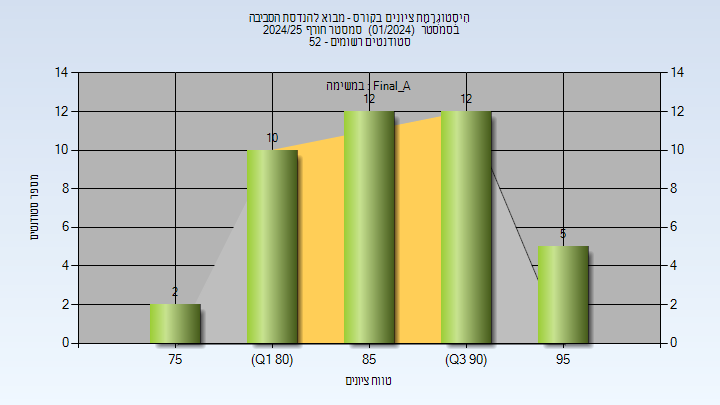 היסטוגרמת ציונים בקורס - מבוא להנדסת הסביבה
בסמסטר (01/2024) סמסטר חורף 2024/25
סטודנטים רשומים - 52
במשימה : Final_A
מספר סטודנטים
14 14
12 12
10 10
8 8
6 6
4 4
2 2
0 0
2
10
12
12
5
75 (Q1 80) 85 (Q3 90) 95
טווח ציונים